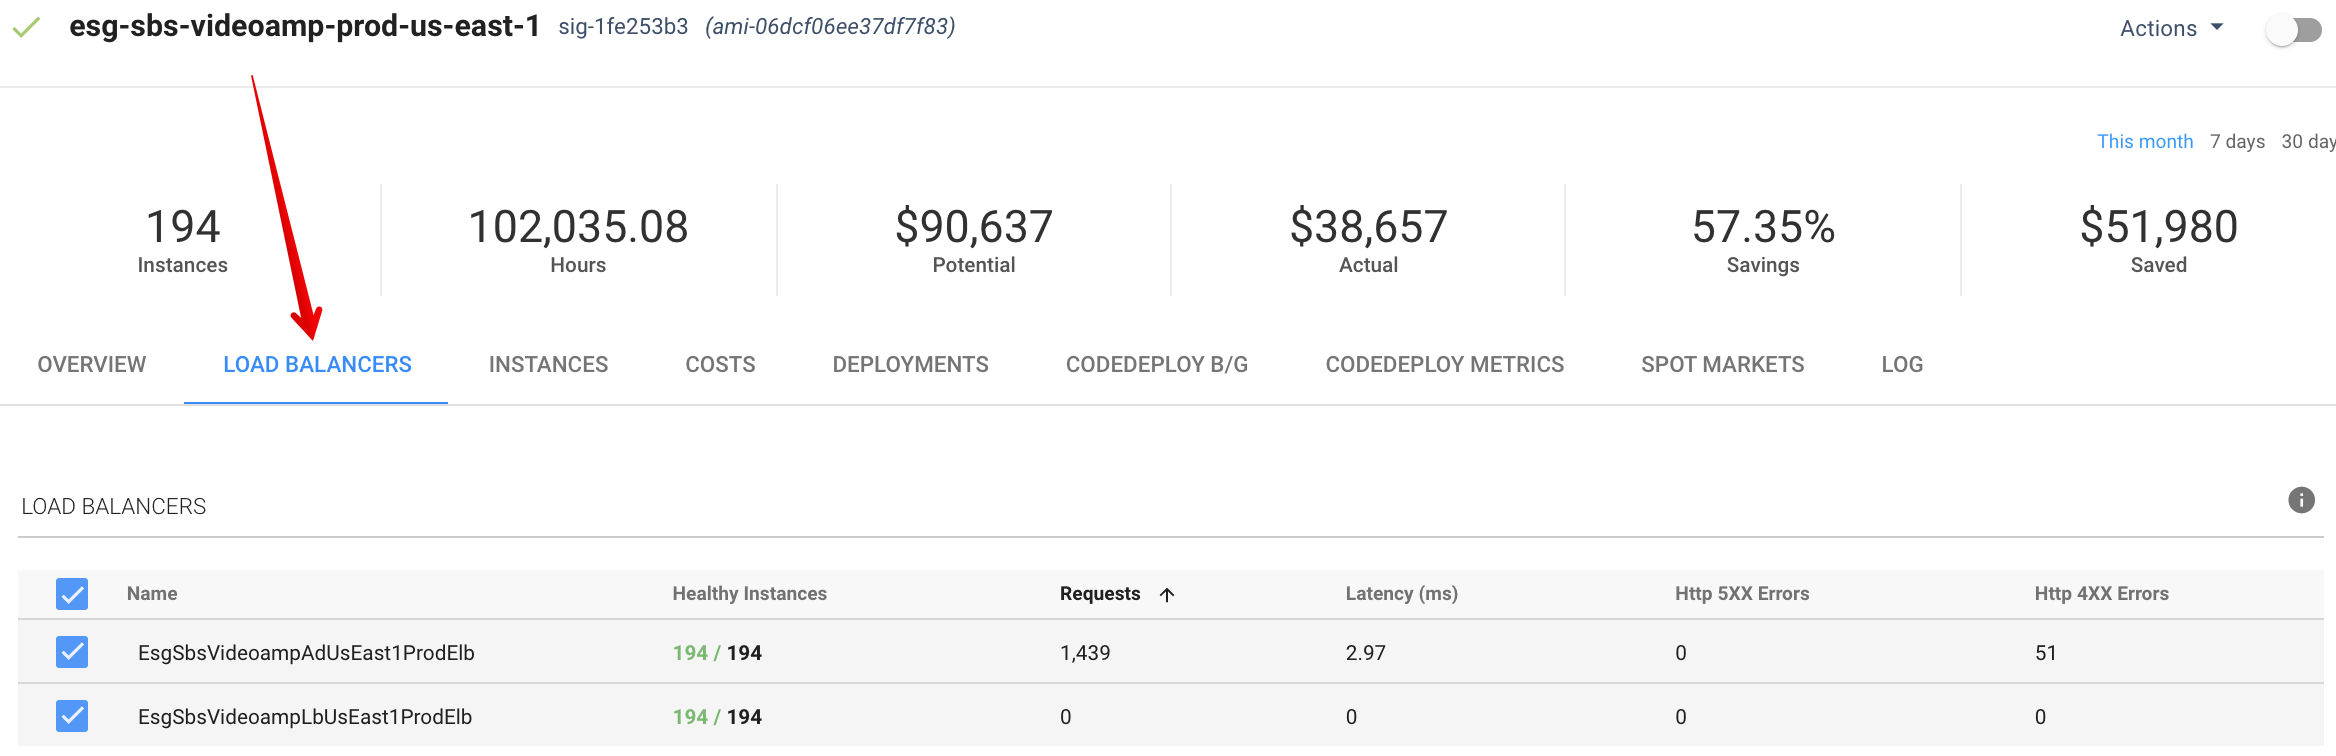 esg-sbs-videoamp-prod-us-east-1 sig-1fe253b3 (ami-06dcf06ee37df7f83) Actions
This month 7 days 30 day
194 102,035.08 $90,637 $38,657 57.35% $51,980
Instances Hours Potential Actual Savings Saved
OVERVIEW LOAD BALANCERS INSTANCES COSTS DEPLOYMENTS CODEDEPLOY B/G CODEDEPLOY METRICS SPOT MARKETS LOG
LOAD BALANCERS
Name Healthy Instances Requests Latency (ms) Http 5XX Errors Http 4XX Errors
EsgSbsVideoampAdUsEast1ProdElb 194 / 194 1,439 2.97 0 51
EsgSbsVideoampLbUsEast1ProdElb 194 / 194 0 0 0 0